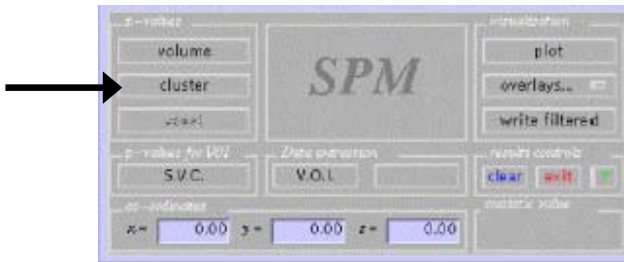 p-values
visualization
volume
SPM
plot
cluster
overlays...
voxel
write filtered
p-values for VOI
Data extraction
results controls
S.V.C.
V.O.I.
clear
exit
co-ordinates
statistic value
x =
0.00
y =
0.00
z =
0.00